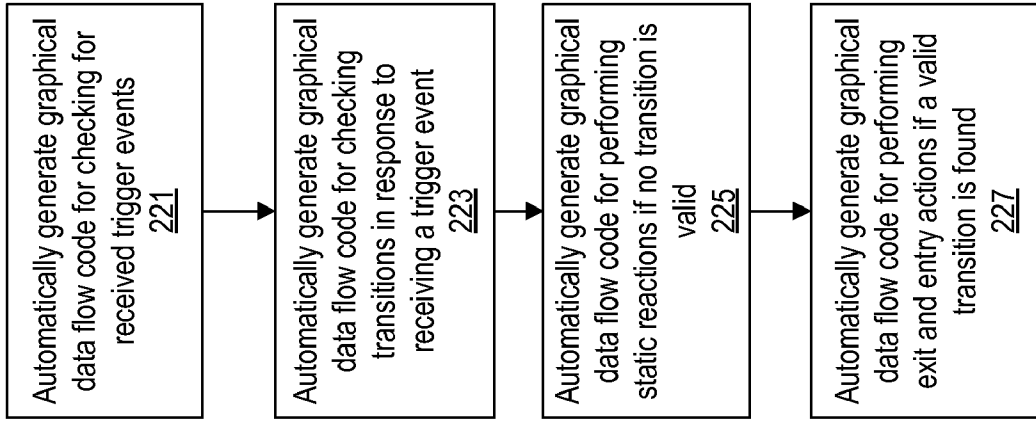 Automatically generate graphical
data flow code for checking for
received trigger events
221
Automatically generate graphical
data flow code for checking
transitions in response to
receiving a trigger event
223
Automatically generate graphical
data flow code for performing
static reactions if no transition is
valid
225
Automatically generate graphical
data flow code for performing
exit and entry actions if a valid
transition is found
227